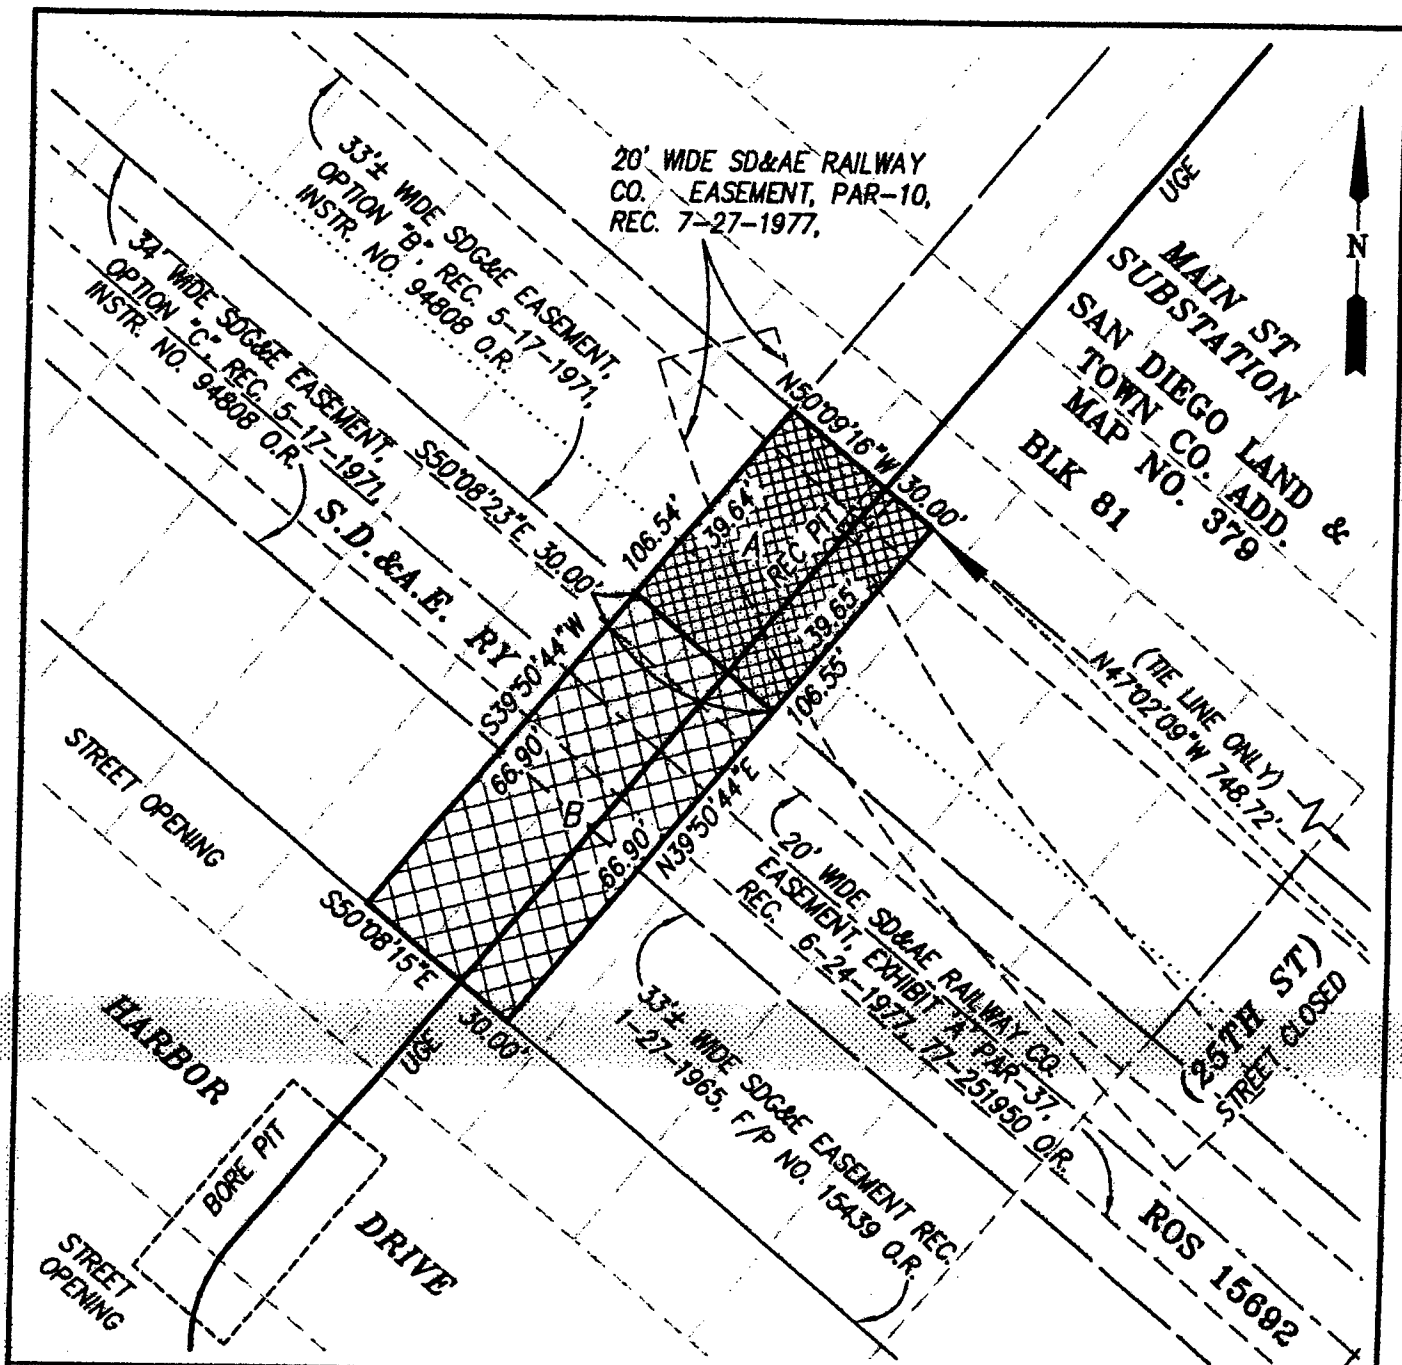 20' WIDE SD&AE RAILWAY
CO. EASEMENT, PAR-10,
REC. 7-27-1977,
33'± WIDE SDG&E EASEMENT,
OPTION "B", REC. 5-17-1971,
INSTR. NO. 94808 O.R.
34' WIDE SDG&E EASEMENT,
OPTION "C", REC. 5-17-1971,
INSTR. NO. 94808 O.R.
UGE
N
MAIN ST
SUBSTATION
SAN DIEGO LAND &
TOWN CO. ADD.
MAP NO. 379
BLK 81
N50°09'16"W
30.00'
S50°08'23"E 30.00'
106.54'
39.64'
A
REC PIT
39.65'
106.55'
S.D.&A.E. RY
S39°50'44"W
66.90'
B
66.90'
N39°50'44"E
(TIE LINE ONLY)
N47°02'09"W 748.72'
STREET OPENING
S50°08'15"E
30.00'
UGE
20' WIDE SD&AE RAILWAY CO.
EASEMENT, EXHIBIT "A" PAR-37,
REC. 6-24-1977, 77-251950 O.R.
33'± WIDE SDG&E EASEMENT REC.
1-27-1965, F/P NO. 15439 O.R.
(26TH ST)
STREET CLOSED
HARBOR
DRIVE
BORE PIT
STREET
OPENING
ROS 15692